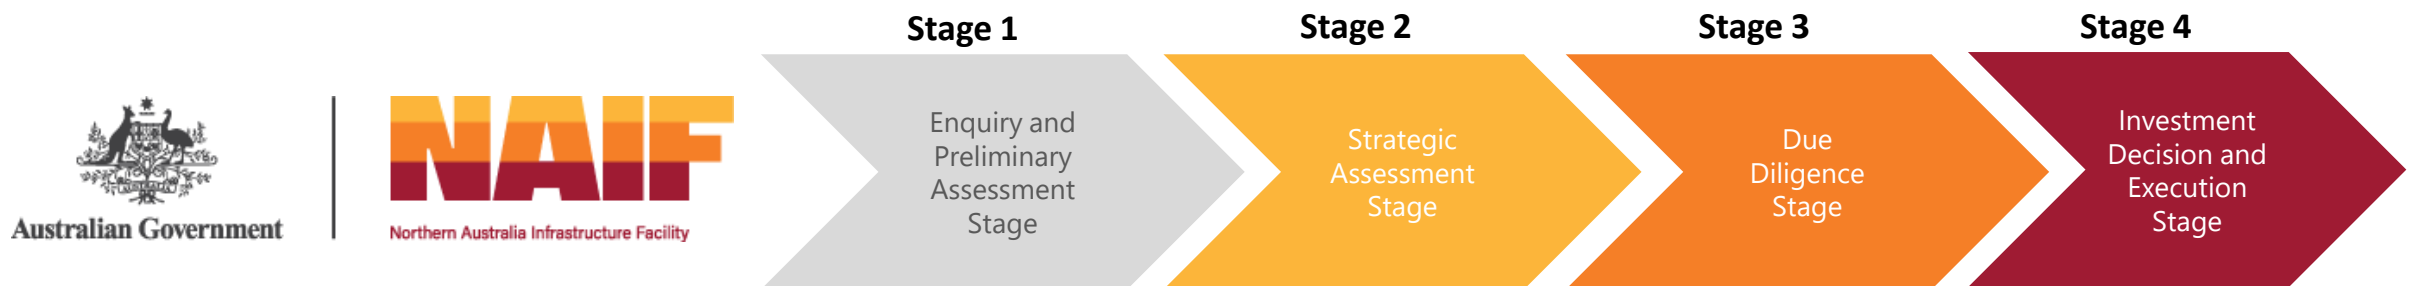 Australian Government
NAIF
Northern Australia Infrastructure Facility
Stage 1
Enquiry and
Preliminary
Assessment
Stage
Stage 2
Strategic
Assessment
Stage
Stage 3
Due
Diligence
Stage
Stage 4
Investment
Decision and
Execution
Stage